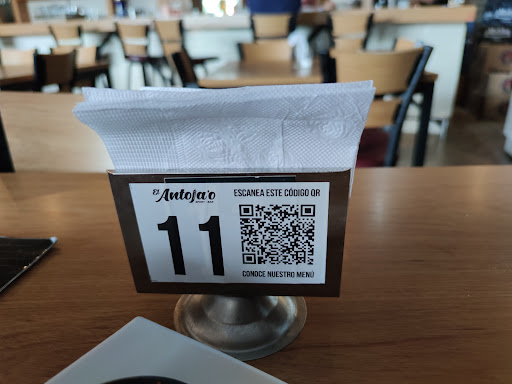 El Antoja'o
11
ESCANEA ESTE CÓDIGO QR
CONOCE NUESTRO MENÚ